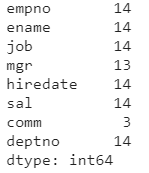 empno 14
ename 14
job 14
mgr 13
hiredate 14
sal 14
comm 3
deptno 14
dtype: int64